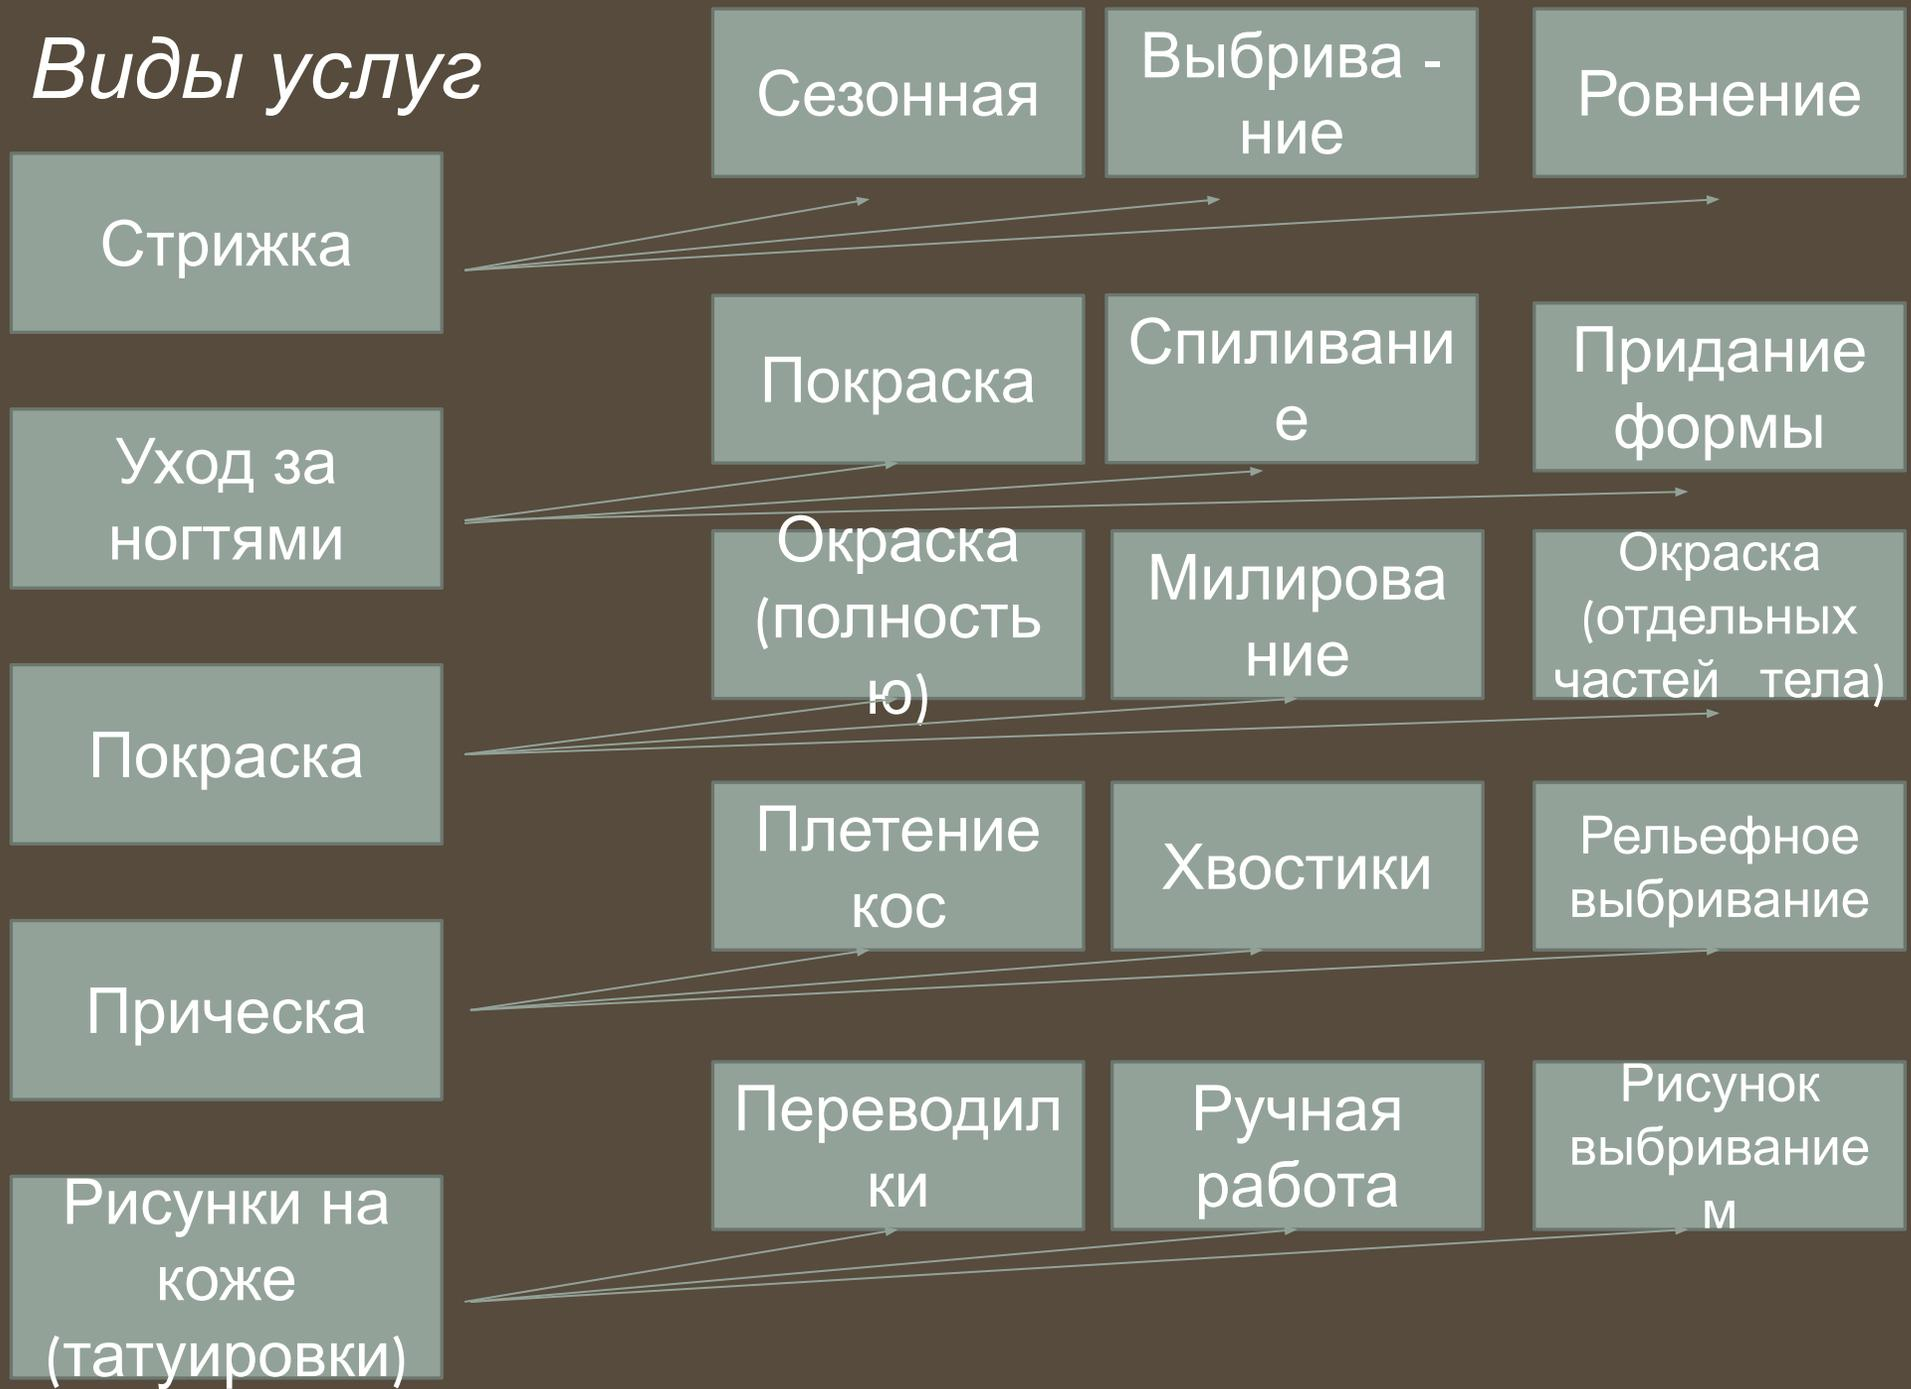 Виды услуг
Сезонная
Выбрива -
ние
Ровнение
Стрижка
Покраска
Спиливани
е
Придание
формы
Уход за
ногтями
Окраска
(полность
ю)
Милирова
ние
Окраска
(отдельных
частей тела)
Покраска
Плетение
кос
Хвостики
Рельефное
выбривание
Прическа
Переводил
ки
Ручная
работа
Рисунок
выбривание
м
Рисунки на
коже
(татуировки)